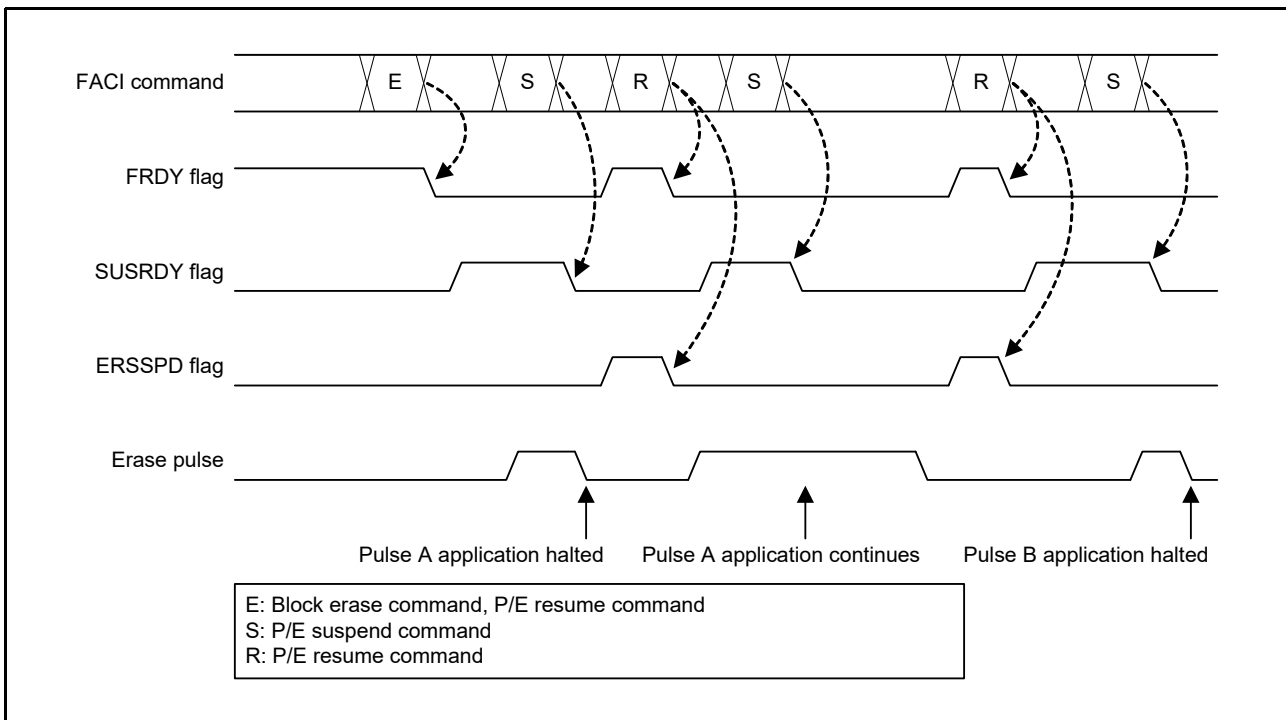 FACI command
E
S
R
S
R
S
FRDY flag
SUSRDY flag
ERSSPD flag
Erase pulse
Pulse A application halted
Pulse A application continues
Pulse B application halted
E: Block erase command, P/E resume command
S: P/E suspend command
R: P/E resume command